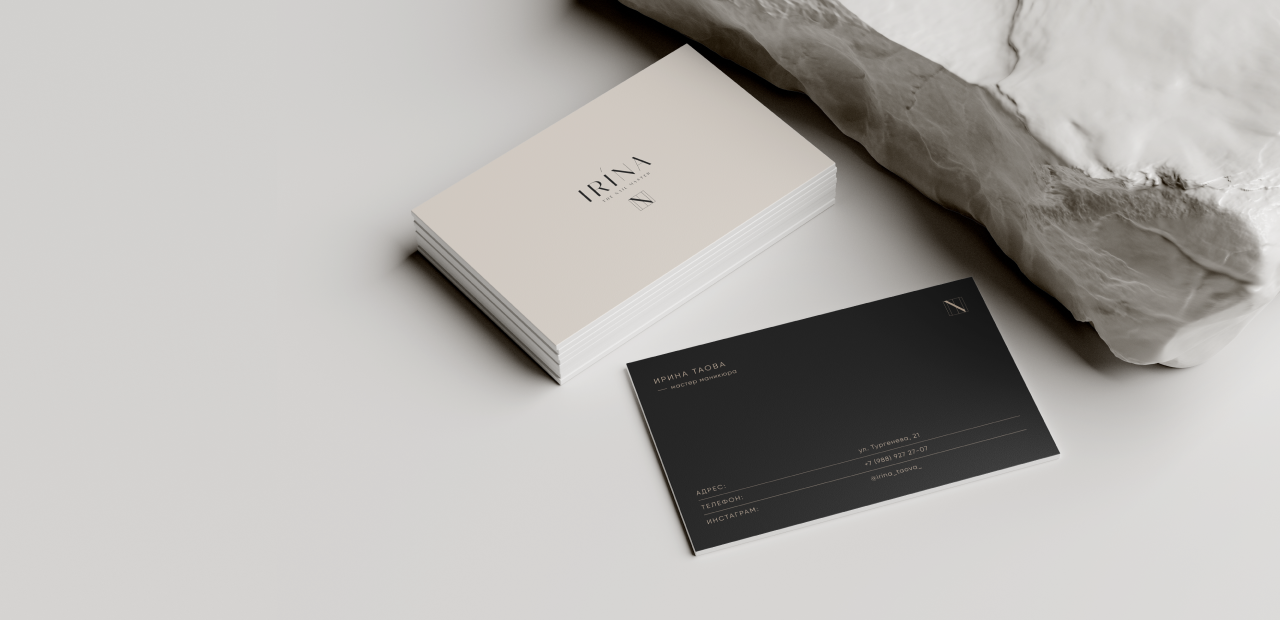 IRINA
THE NAIL MASTER
ИРИНА ТАОВА
— мастер маникюра
АДРЕС: ул. Тургенева, 21
ТЕЛЕФОН: +7 (988) 927 27-07
ИНСТАГРАМ: @irina_taova_